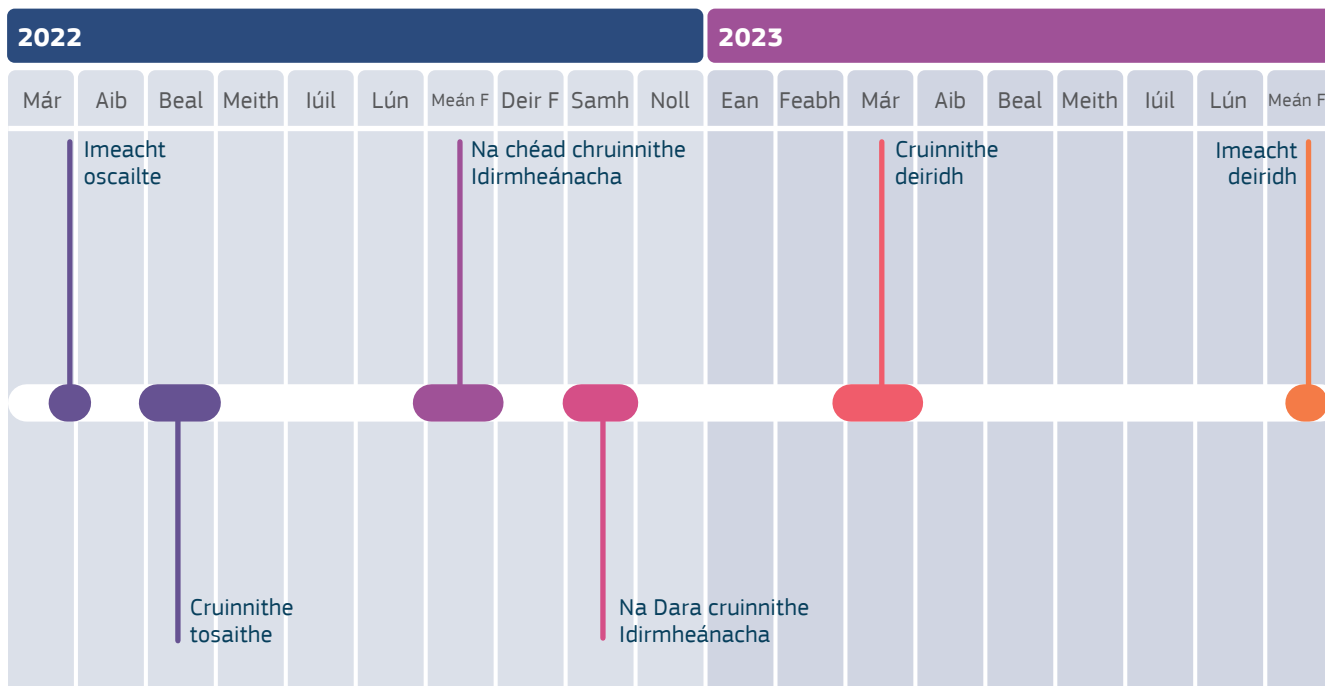 2022
2023
Már Aib Beal Meith Iúil Lún Meán F Deir F Samh Noll Ean Feabh Már Aib Beal Meith Iúil Lún Meán F
Imeacht
oscailte
Na chéad chruinnithe
Idirmheánacha
Cruinnithe
deiridh
Imeacht
deiridh
Cruinnithe
tosaithe
Na Dara cruinnithe
Idirmheánacha